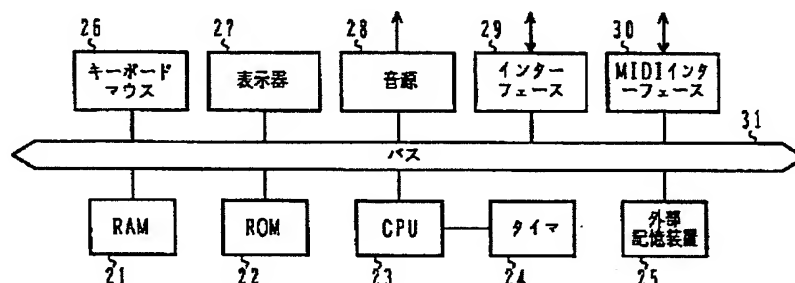 26
27
28
29
30
キーボード
マウス
表示器
音源
インター
フェース
MIDIインタ
ーフェース
31
バス
RAM
ROM
CPU
タイマ
外部
記憶装置
21
22
23
24
25